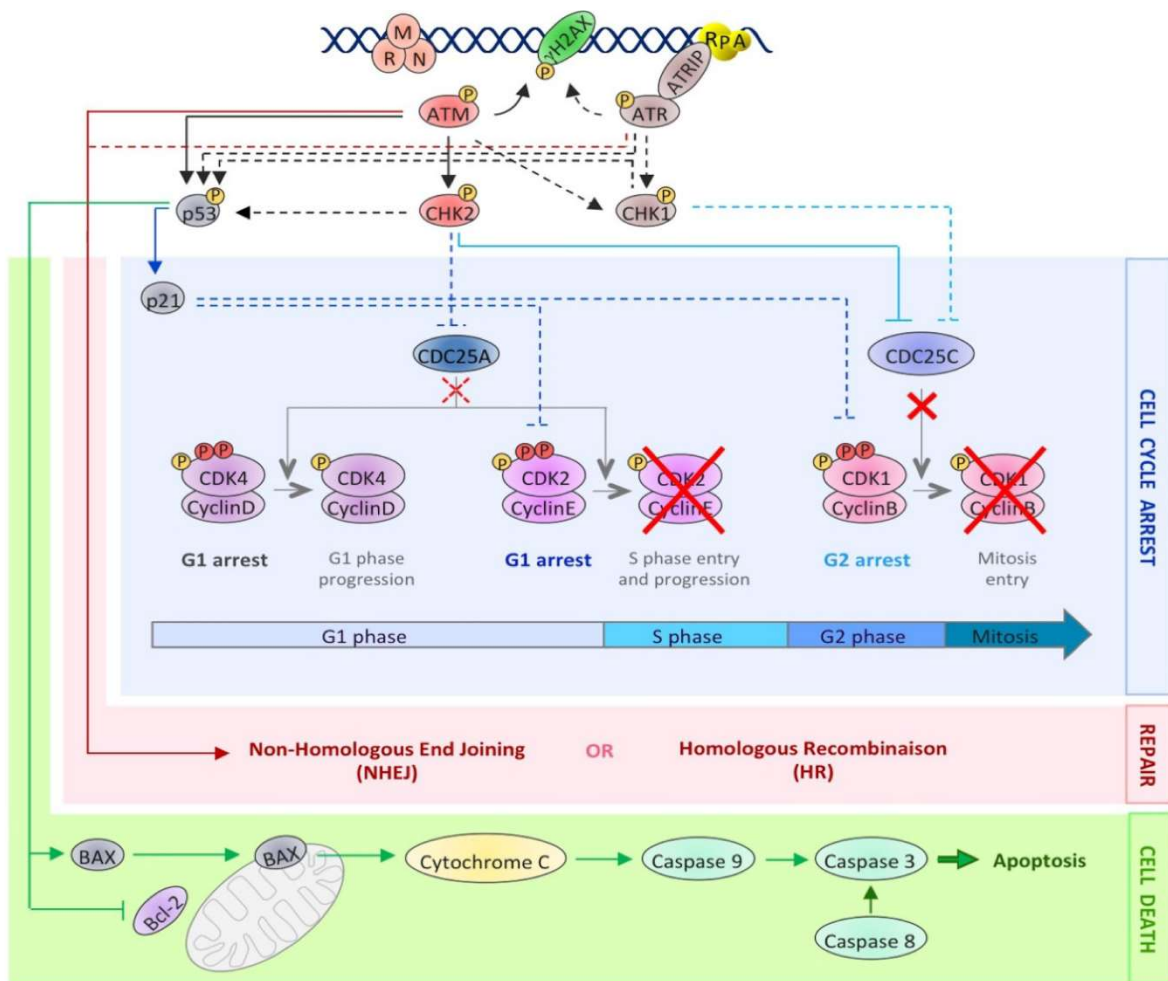 M
R N
γH2AX
P
RPA
ATRIP
P
ATM
P
ATR
P
p53
P
CHK2
P
CHK1
p21
CDC25A
CDC25C
P P P
CDK4
CyclinD
P
CDK4
CyclinD
P P P
CDK2
CyclinE
P
CDK2
CyclinE
P P P
CDK1
CyclinB
P
CDK1
CyclinB
G1 arrest
G1 phase
progression
G1 arrest
S phase entry
and progression
G2 arrest
Mitosis
entry
G1 phase
S phase
G2 phase
Mitosis
CELL CYCLE ARREST
Non-Homologous End Joining
(NHEJ)
OR
Homologous Recombinaison
(HR)
REPAIR
BAX
BAX
Bcl-2
Cytochrome C
Caspase 9
Caspase 3
Apoptosis
Caspase 8
CELL DEATH